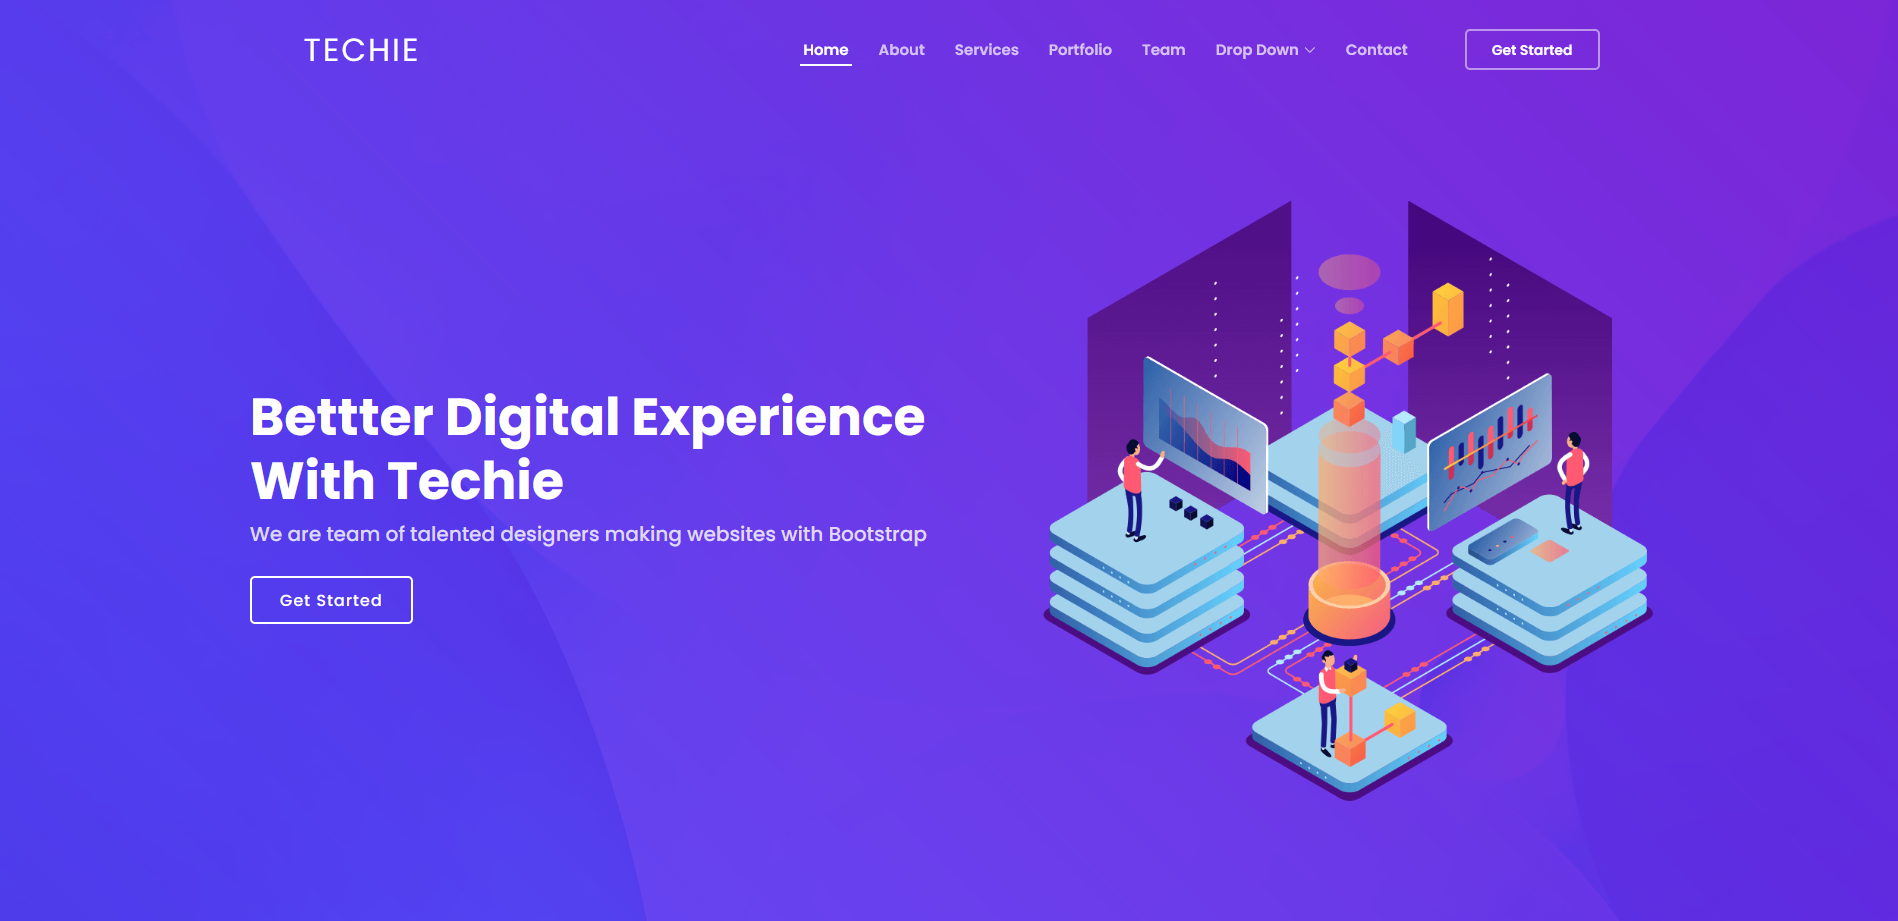 TECHIE
Home About Services Portfolio Team Drop Down Contact Get Started
Bettter Digital Experience
With Techie
We are team of talented designers making websites with Bootstrap
Get Started